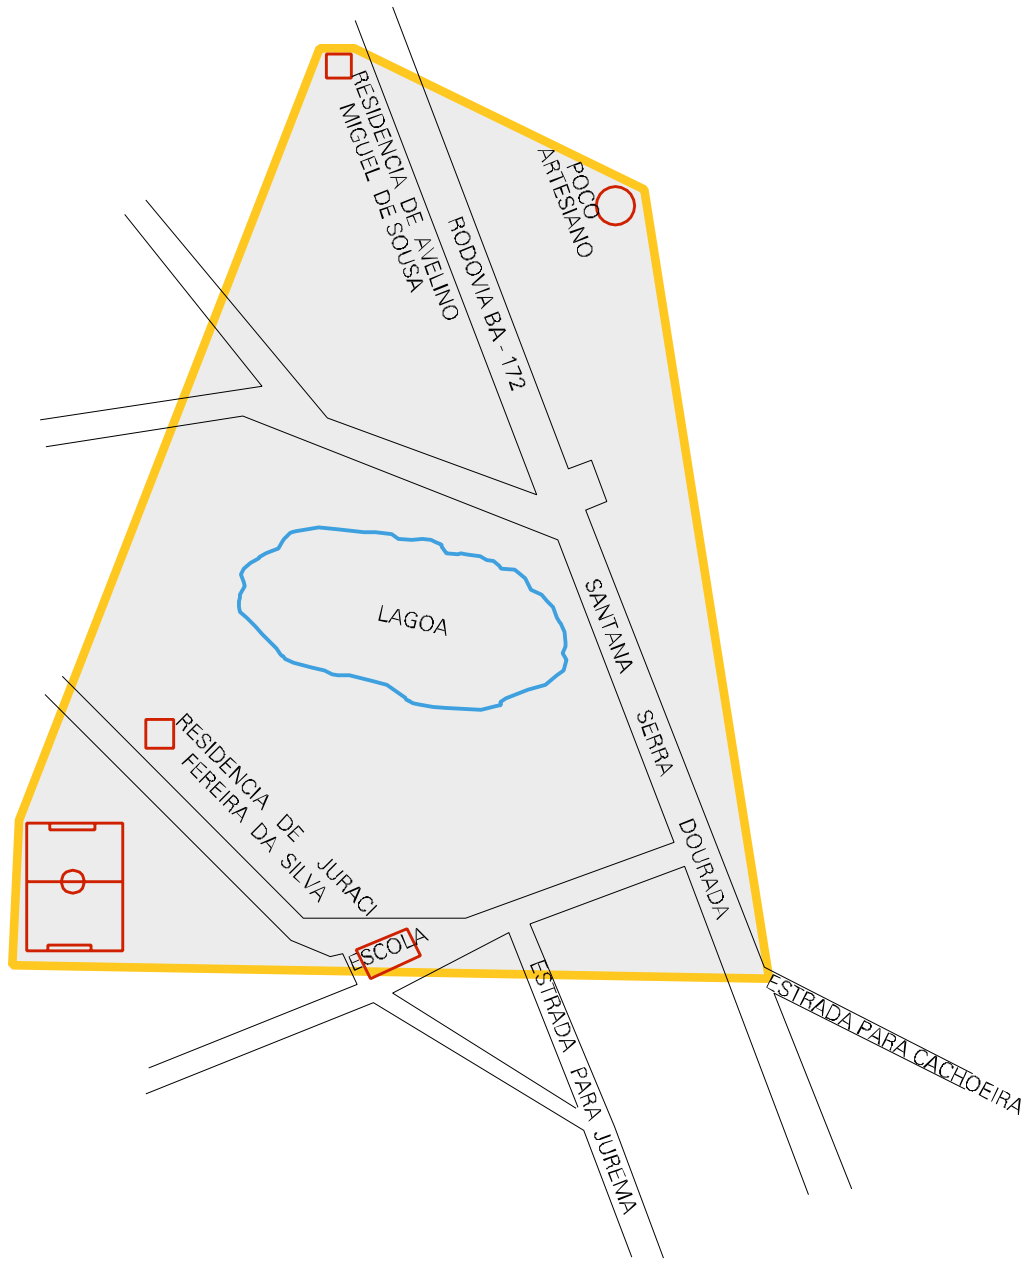 RESIDENCIA DE AVELINO
MIGUEL DE SOUSA
POCO
ARTESIANO
RODOVIA BA - 172
LAGOA
SANTANA SERRA DOURADA
RESIDENCIA DE JURACI
FEREIRA DA SILVA
ESCOLA
ESTRADA PARA JUREMA
ESTRADA PARA CACHOEIRA